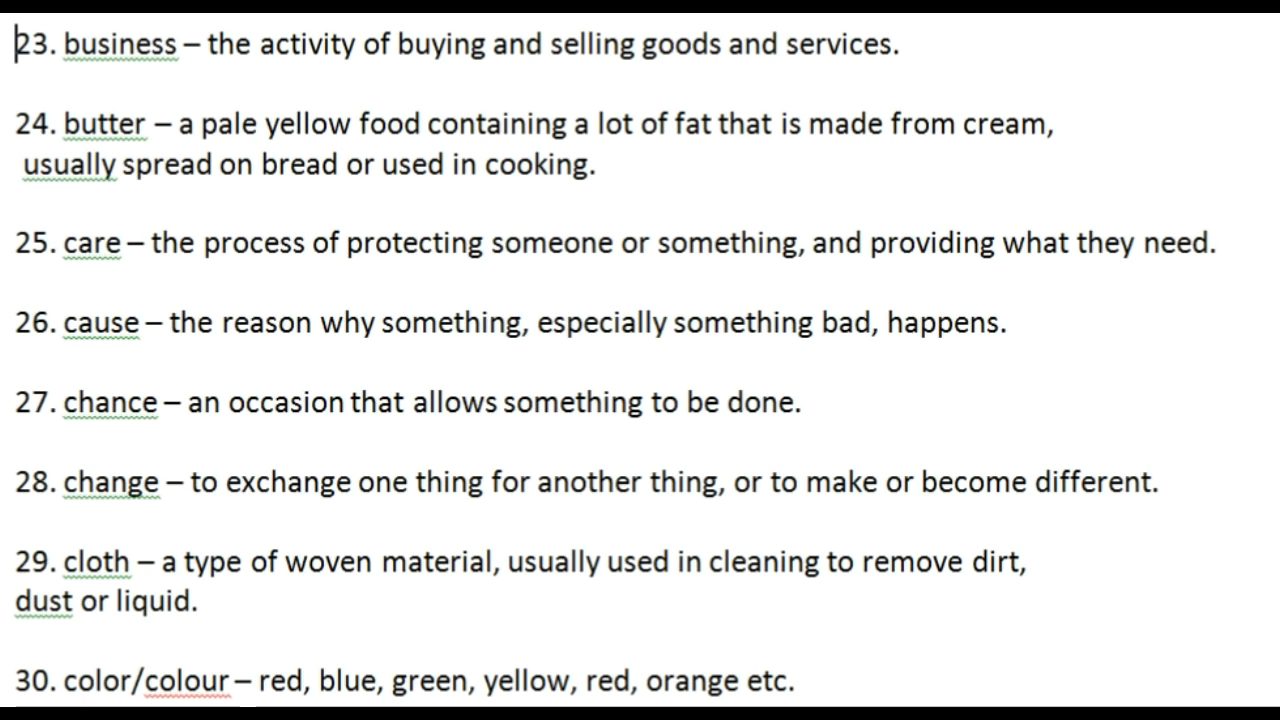 23. business – the activity of buying and selling goods and services.
24. butter – a pale yellow food containing a lot of fat that is made from cream,
usually spread on bread or used in cooking.
25. care – the process of protecting someone or something, and providing what they need.
26. cause – the reason why something, especially something bad, happens.
27. chance – an occasion that allows something to be done.
28. change – to exchange one thing for another thing, or to make or become different.
29. cloth – a type of woven material, usually used in cleaning to remove dirt,
dust or liquid.
30. color/colour – red, blue, green, yellow, red, orange etc.